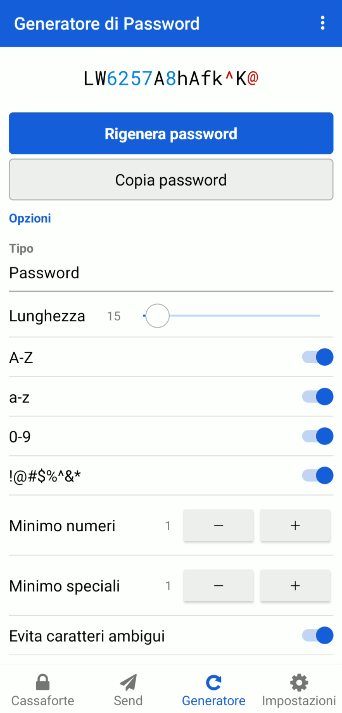 Generatore di Password
LW6257A8hAfk^K@
Rigenera password
Copia password
Opzioni
Tipo
Password
Lunghezza 15
A-Z
a-z
0-9
!@#$%^&*
Minimo numeri 1 − +
Minimo speciali 1 − +
Evita caratteri ambigui
Cassaforte Send Generatore Impostazioni